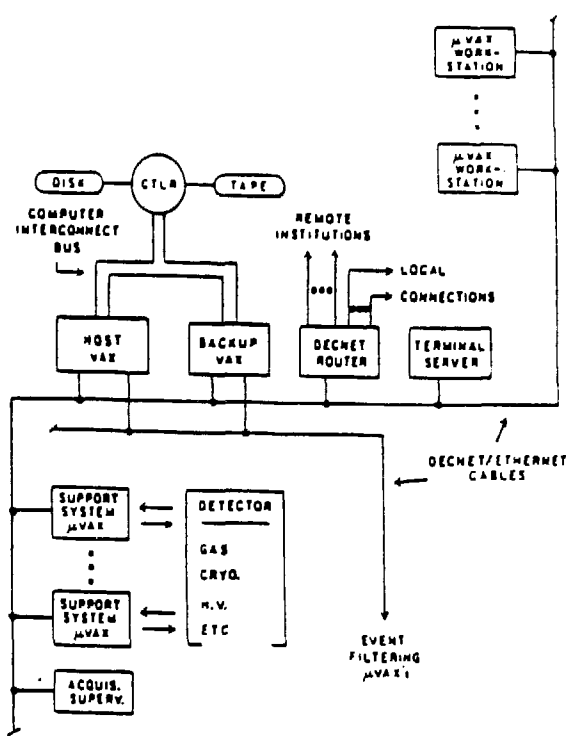 μVAX
WORK-
STATION
μVAX
WORK-
STATION
DISK
CTLR
TAPE
COMPUTER
INTERCONNECT
BUS
REMOTE
INSTITUTIONS
LOCAL
CONNECTIONS
HOST
VAX
BACKUP
VAX
DECNET
ROUTER
TERMINAL
SERVER
DECNET/ETHERNET
CABLES
SUPPORT
SYSTEM
μVAX
DETECTOR
GAS
CRYO.
H.V.
ETC
SUPPORT
SYSTEM
μVAX
EVENT
FILTERING
μVAX's
ACQUIS.
SUPERV.